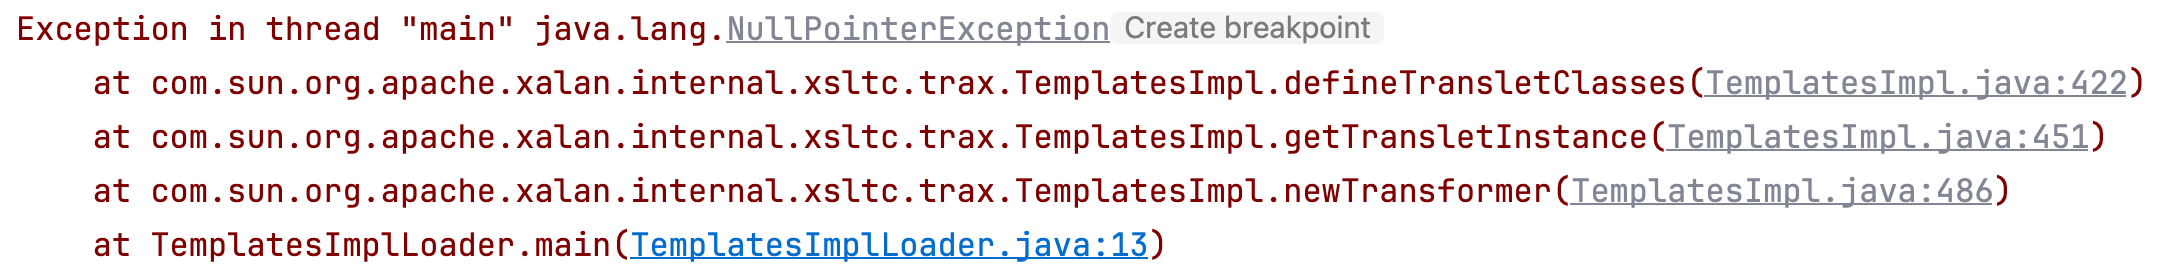 Exception in thread "main" java.lang.NullPointerException Create breakpoint
at com.sun.org.apache.xalan.internal.xsltc.trax.TemplatesImpl.defineTransletClasses(TemplatesImpl.java:422)
at com.sun.org.apache.xalan.internal.xsltc.trax.TemplatesImpl.getTransletInstance(TemplatesImpl.java:451)
at com.sun.org.apache.xalan.internal.xsltc.trax.TemplatesImpl.newTransformer(TemplatesImpl.java:486)
at TemplatesImplLoader.main(TemplatesImplLoader.java:13)